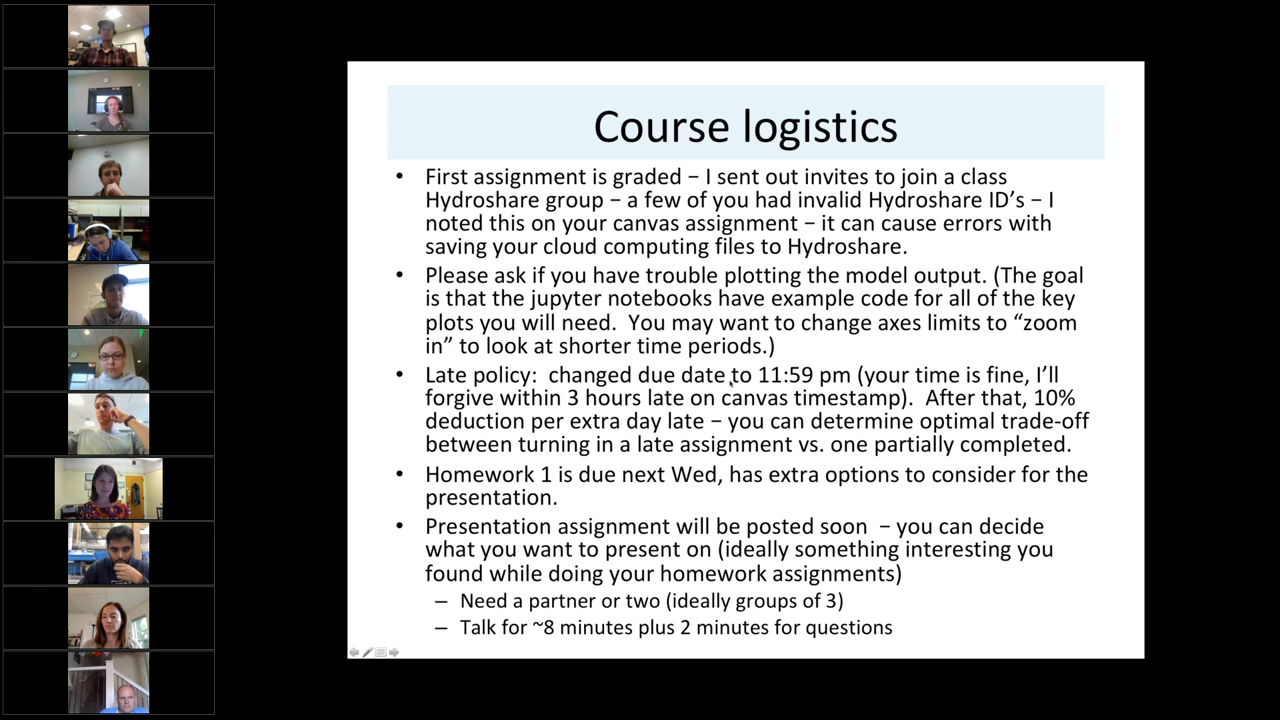 Course logistics
• First assignment is graded – I sent out invites to join a class
Hydroshare group – a few of you had invalid Hydroshare ID’s – I
noted this on your canvas assignment – it can cause errors with
saving your cloud computing files to Hydroshare.
• Please ask if you have trouble plotting the model output. (The goal
is that the jupyter notebooks have example code for all of the key
plots you will need.  You may want to change axes limits to “zoom
in” to look at shorter time periods.)
• Late policy:  changed due date to 11:59 pm (your time is fine, I’ll
forgive within 3 hours late on canvas timestamp).  After that, 10%
deduction per extra day late – you can determine optimal trade-off
between turning in a late assignment vs. one partially completed.
• Homework 1 is due next Wed, has extra options to consider for the
presentation.
• Presentation assignment will be posted soon  – you can decide
what you want to present on (ideally something interesting you
found while doing your homework assignments)
– Need a partner or two (ideally groups of 3)
– Talk for ~8 minutes plus 2 minutes for questions